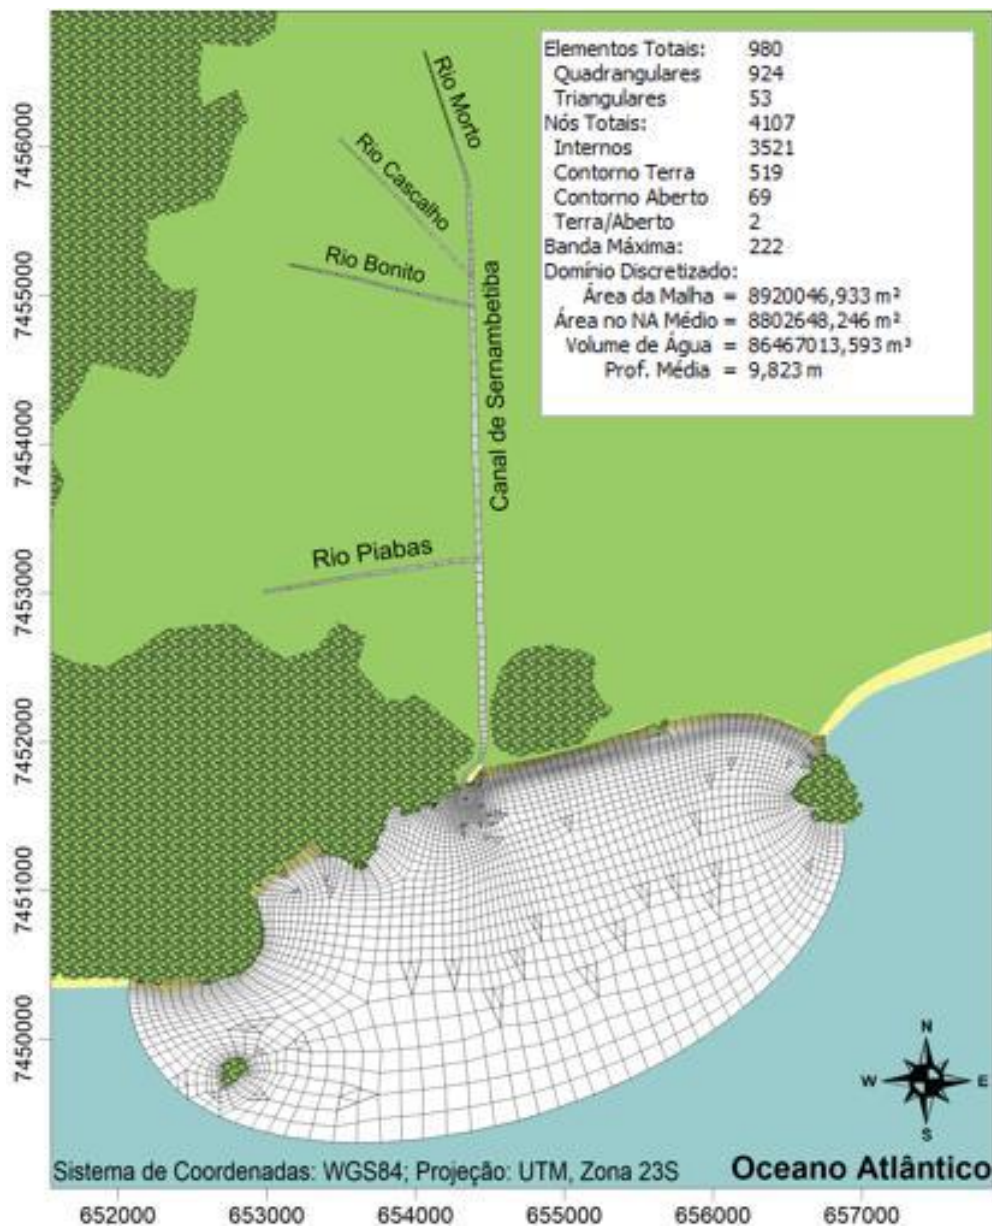 Elementos Totais: 980
Quadrangulares 924
Triangulares 53
Nós Totais: 4107
Internos 3521
Contorno Terra 519
Contorno Aberto 69
Terra/Aberto 2
Banda Máxima: 222
Domínio Discretizado:
Área da Malha = 8920046,933 m²
Área no NA Médio = 8802648,246 m²
Volume de Água = 86467013,593 m³
Prof. Média = 9,823 m
Rio Morto
Rio Cascalho
Rio Bonito
Canal de Sernambetiba
Rio Piabas
7456000
7455000
7454000
7453000
7452000
7451000
7450000
N
W E
S
Sistema de Coordenadas: WGS84; Projeção: UTM, Zona 23S
Oceano Atlântico
652000 653000 654000 655000 656000 657000